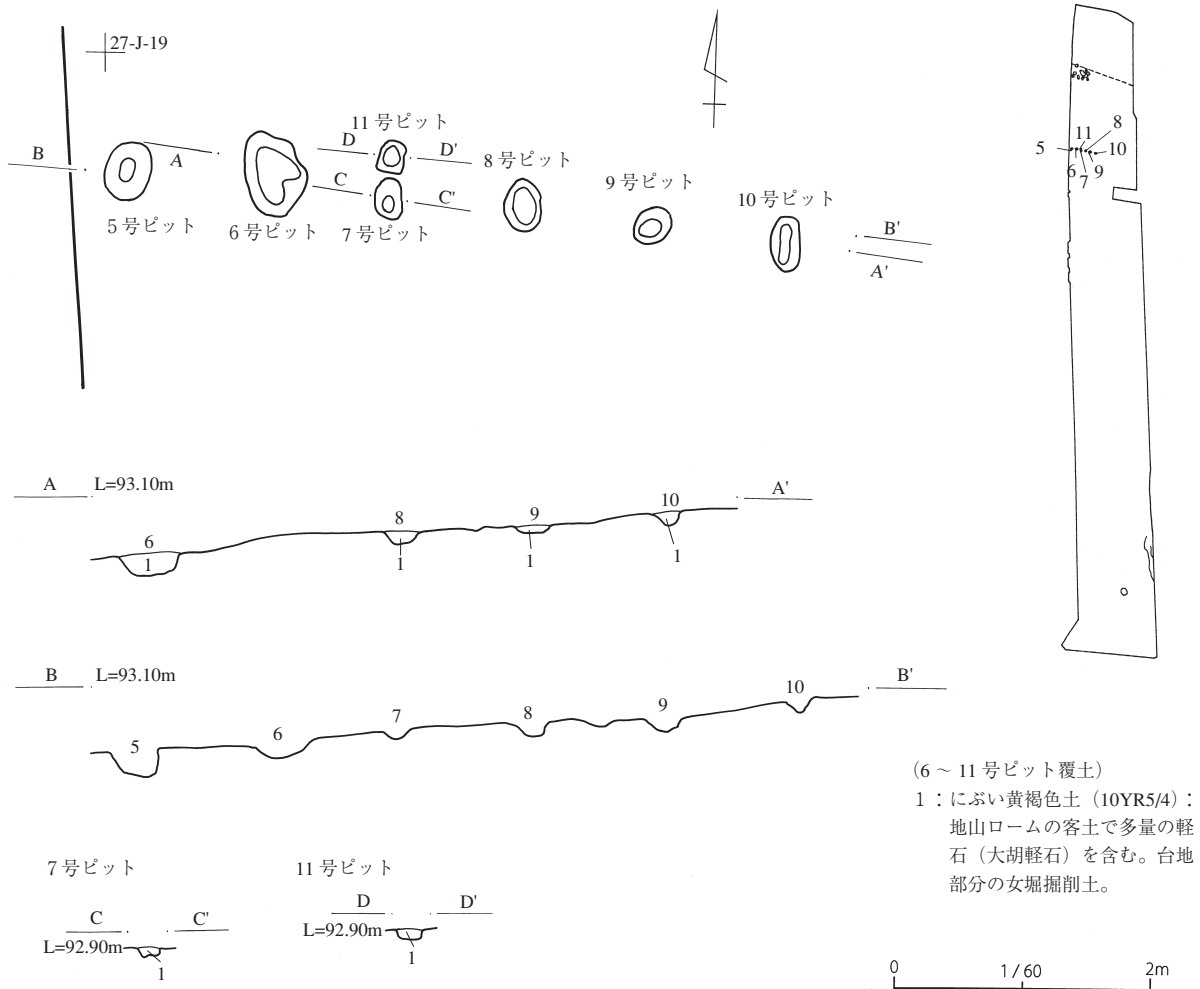 27-J-19
11号ピット
D
D'
8号ピット
B
A
C
C'
9号ピット
10号ピット
5号ピット
6号ピット
7号ピット
B'
A'
8
11
5
10
6
9
7
A
L=93.10m
A'
6
8
9
10
1
1
1
1
B
L=93.10m
B'
5
6
7
8
9
10
7号ピット
11号ピット
C
C'
L=92.90m
1
D
D'
L=92.90m
1
(6～11号ピット覆土)
1：にぶい黄褐色土（10YR5/4）：
地山ロームの客土で多量の軽
石（大胡軽石）を含む。台地
部分の女堀掘削土。
0
1/60
2m